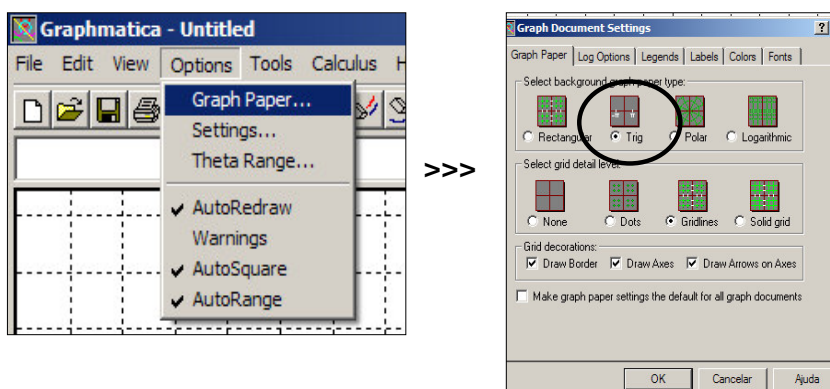 Graphmatica - Untitled
File Edit View Options Tools Calculus H
Graph Paper...
Settings...
Theta Range...
AutoRedraw
Warnings
AutoSquare
AutoRange
>>>
Graph Document Settings ?
Graph Paper Log Options Legends Labels Colors Fonts
Select background graph paper type:
Rectangular Trig Polar Logarithmic
Select grid detail level:
None Dots Gridlines Solid grid
Grid decorations:
Draw Border Draw Axes Draw Arrows on Axes
Make graph paper settings the default for all graph documents
OK Cancelar Ajuda